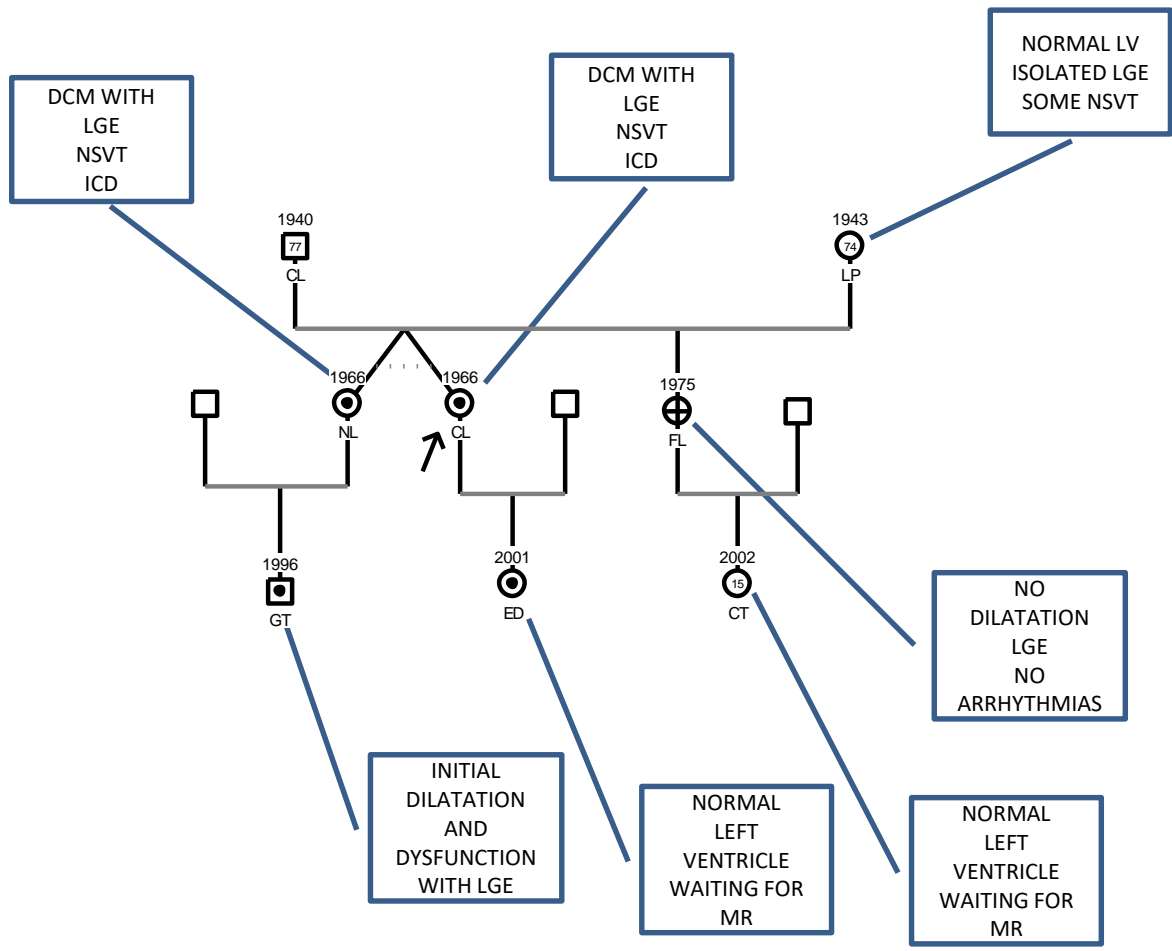 NORMAL LV
ISOLATED LGE
SOME NSVT
DCM WITH
LGE
NSVT
ICD
DCM WITH
LGE
NSVT
ICD
1940
77
CL
1943
74
LP
1966
NL
1966
CL
1975
FL
1996
GT
2001
ED
2002
15
CT
NO
DILATATION
LGE
NO
ARRHYTHMIAS
INITIAL
DILATATION
AND
DYSFUNCTION
WITH LGE
NORMAL
LEFT
VENTRICLE
WAITING FOR
MR
NORMAL
LEFT
VENTRICLE
WAITING FOR
MR